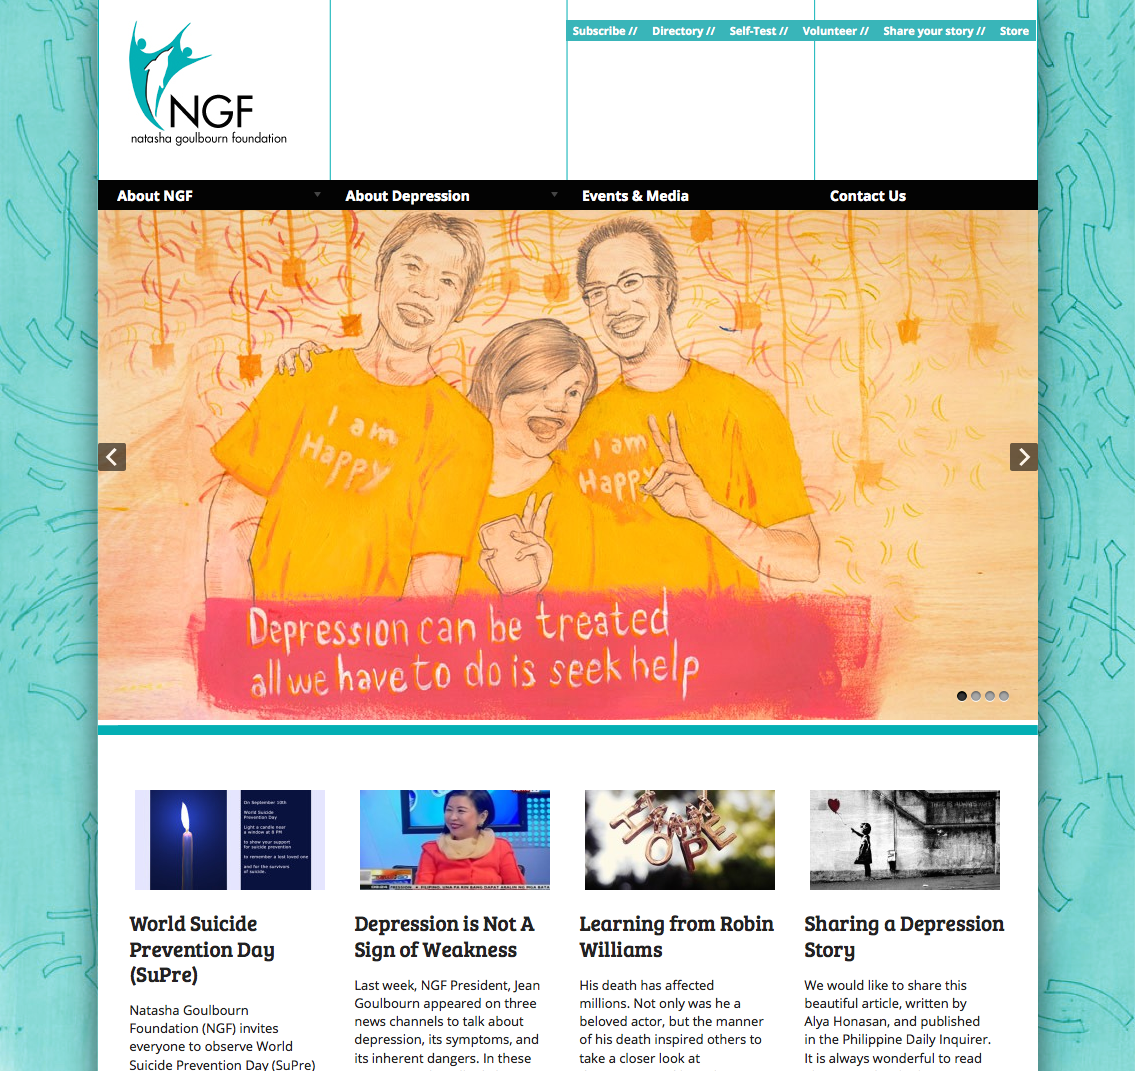 Subscribe // Directory // Self-Test // Volunteer // Share your story // Store
NGF
natasha goulbourn foundation
About NGF
About Depression
Events & Media
Contact Us
I am
Happy
I am
Happy
Depression can be treated
all we have to do is seek help
On September 10th
World Suicide
Prevention Day
Light a candle near
a window at 8 PM
to show your support
for suicide prevention
to remember a lost loved one
and for the survivors
of suicide.
HOPE
World Suicide
Prevention Day
(SuPre)
Natasha Goulbourn
Foundation (NGF) invites
everyone to observe World
Suicide Prevention Day (SuPre)
Depression is Not A
Sign of Weakness
Last week, NGF President, Jean
Goulbourn appeared on three
news channels to talk about
depression, its symptoms, and
its inherent dangers. In these
Learning from Robin
Williams
His death has affected
millions. Not only was he a
beloved actor, but the manner
of his death inspired others to
take a closer look at
Sharing a Depression
Story
We would like to share this
beautiful article, written by
Alya Honasan, and published
in the Philippine Daily Inquirer.
It is always wonderful to read